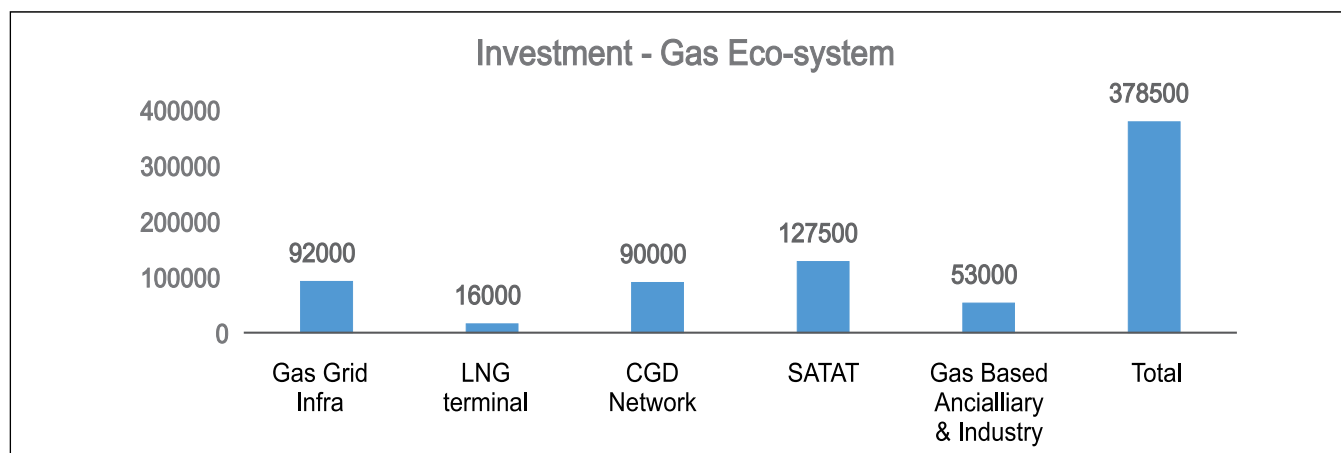 Investment - Gas Eco-system
400000
300000
200000
100000
0
92000
16000
90000
127500
53000
378500
Gas Grid
Infra
LNG
terminal
CGD
Network
SATAT
Gas Based
Ancialliary
& Industry
Total